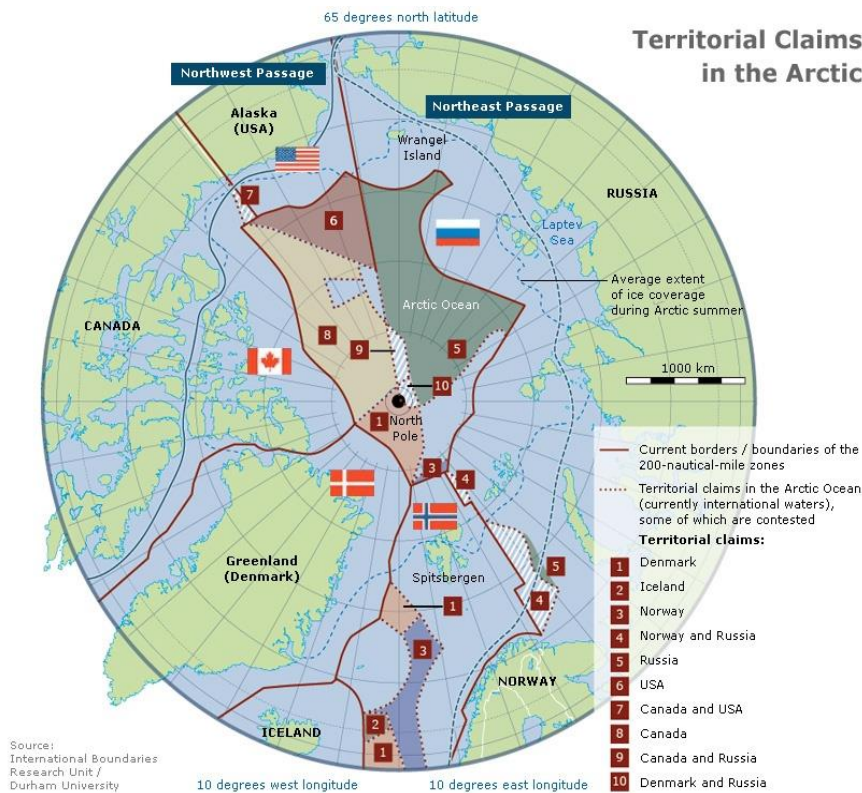 65 degrees north latitude
Territorial Claims
in the Arctic
Northwest Passage
Northeast Passage
Alaska
(USA)
Wrangel
Island
RUSSIA
7
6
Laptev
Sea
Average extent
of ice coverage
during Arctic summer
Arctic Ocean
CANADA
8
9
5
1000 km
10
1
North
Pole
3
4
Current borders / boundaries of the
200-nautical-mile zones
Territorial claims in the Arctic Ocean
(currently international waters),
some of which are contested
Territorial claims:
1 Denmark
2 Iceland
3 Norway
4 Norway and Russia
5 Russia
6 USA
7 Canada and USA
8 Canada
9 Canada and Russia
10 Denmark and Russia
Greenland
(Denmark)
Spitsbergen
5
4
1
3
NORWAY
2
1
ICELAND
Source:
International Boundaries
Research Unit /
Durham University
10 degrees west longitude
10 degrees east longitude